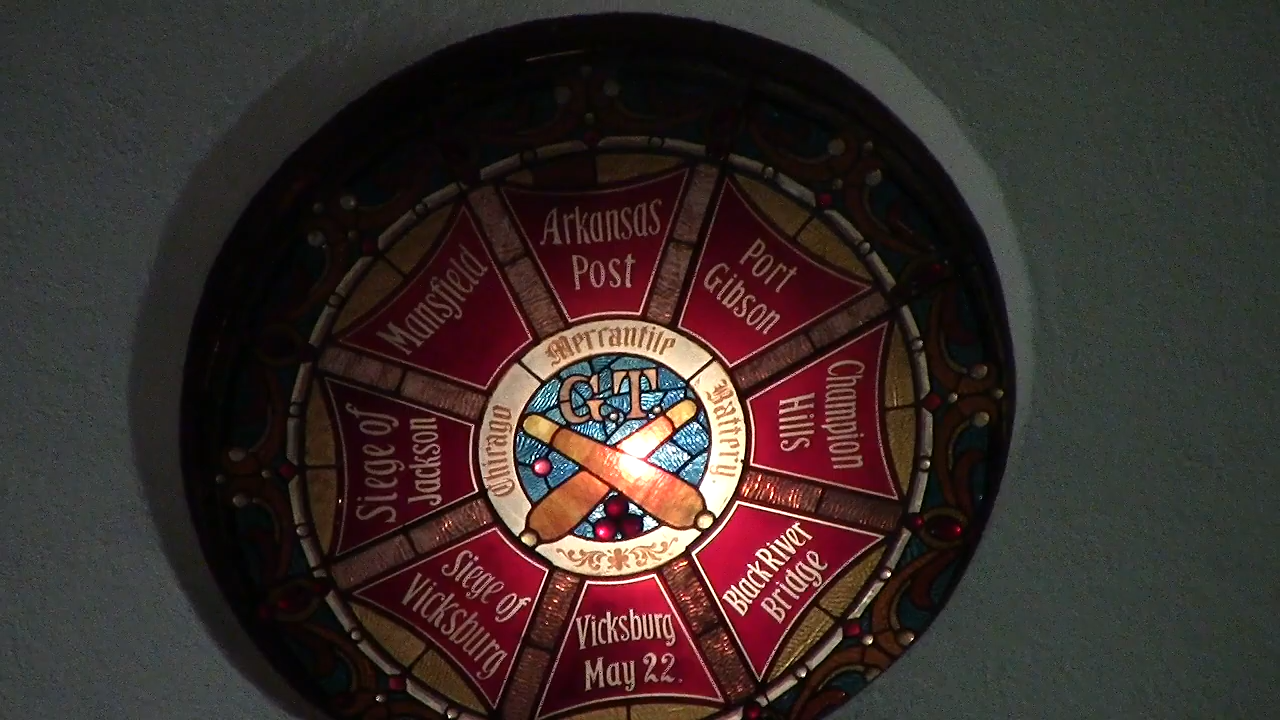 Arkansas
Post
Port
Gibson
Champion
Hills
Black River
Bridge
Vicksburg
May 22.
Siege of
Vicksburg
Siege of
Jackson
Mansfield
Chicago
Mercantile
Battery.
GT